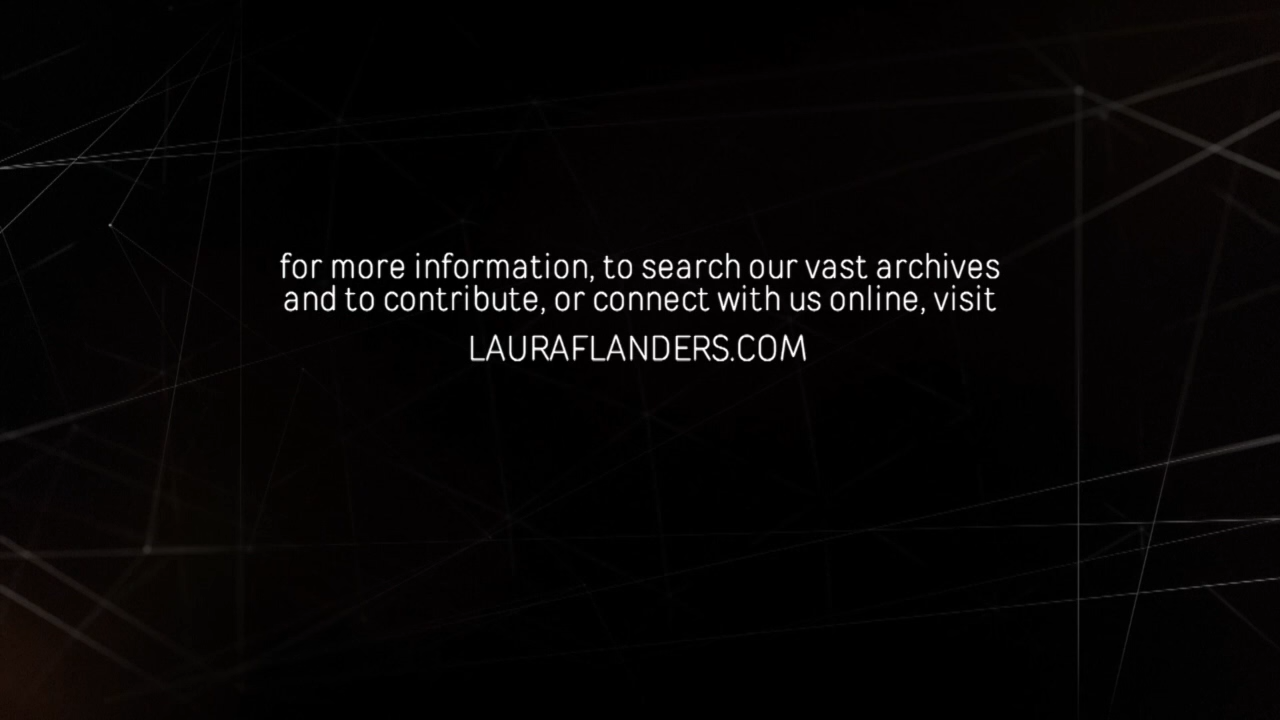 for more information, to search our vast archives
and to contribute, or connect with us online, visit
LAURAFLANDERS.COM